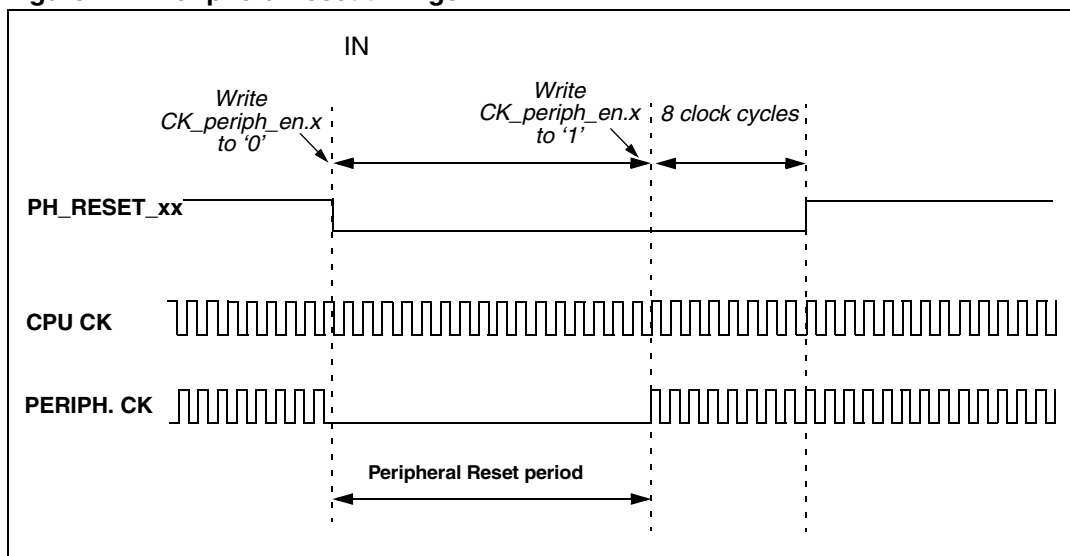 IN
Write
CK_periph_en.x
to ‘0’
Write
CK_periph_en.x
to ‘1’
8 clock cycles
PH_RESET_xx
CPU CK
PERIPH. CK
Peripheral Reset period